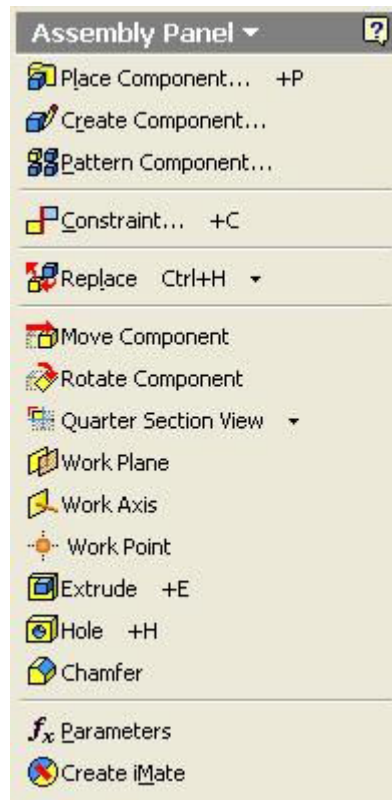 Assembly Panel
Place Component... +P
Create Component...
Pattern Component...
Constraint... +C
Replace Ctrl+H
Move Component
Rotate Component
Quarter Section View
Work Plane
Work Axis
Work Point
Extrude +E
Hole +H
Chamfer
fx Parameters
Create iMate